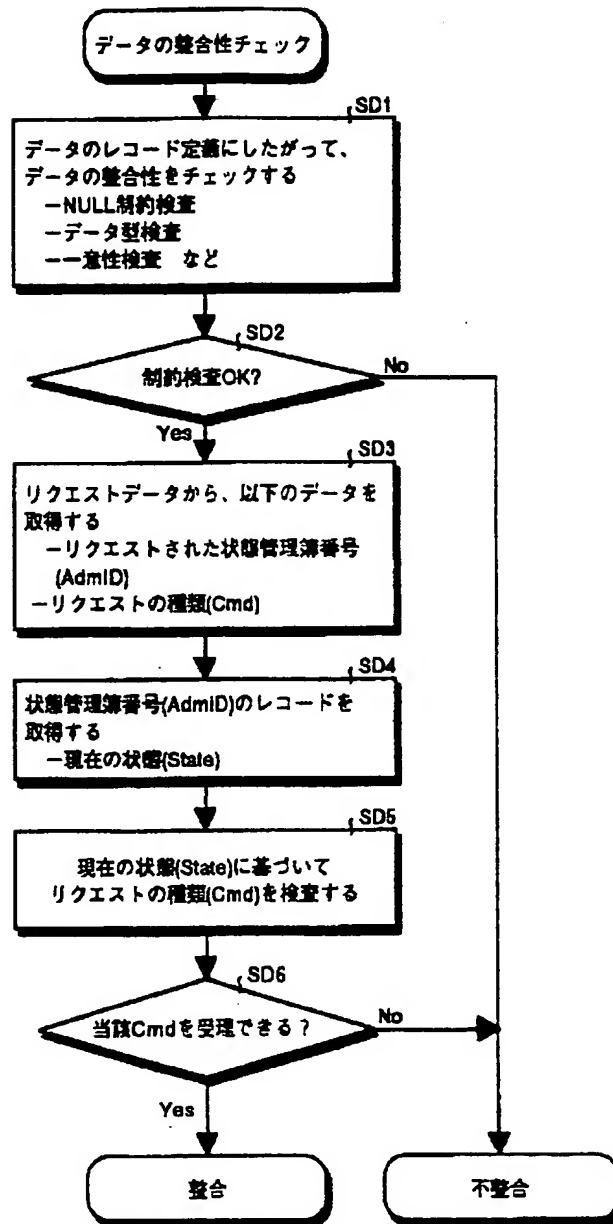 データの整合性チェック
SD1
データのレコード定義にしたがって、
データの整合性をチェックする
－NULL制約検査
－データ型検査
－一意性検査　など
SD2
制約検査OK?
No
Yes
SD3
リクエストデータから、以下のデータを
取得する
－リクエストされた状態管理簿番号
(AdmID)
－リクエストの種類(Cmd)
SD4
状態管理簿番号(AdmID)のレコードを
取得する
－現在の状態(State)
SD5
現在の状態(State)に基づいて
リクエストの種類(Cmd)を検査する
SD6
当該Cmdを受理できる？
No
Yes
整合
不整合